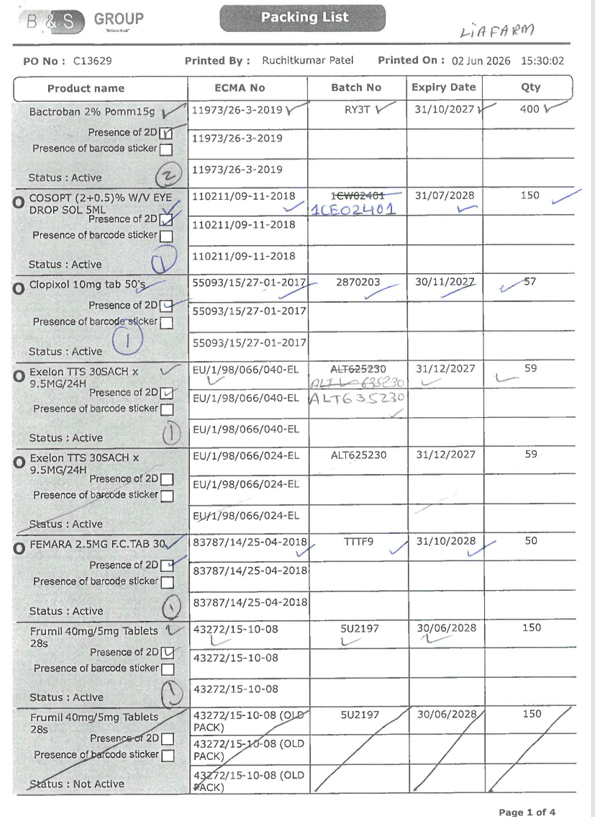 B & S GROUP
Packing List
LIAFARM
PO No : C13629 Printed By : Ruchitkumar Patel Printed On : 02 Jun 2026 15:30:02
Product name ECMA No Batch No Expiry Date Qty
Bactroban 2% Pomm15g 11973/26-3-2019 RY3T 31/10/2027 400
Presence of 2D 11973/26-3-2019
Presence of barcode sticker
Status : Active 2 11973/26-3-2019
COSOPT (2+0.5)% W/V EYE 110211/09-11-2018 1CW02401 31/07/2028 150
DROP SOL 5ML 1CE02401
Presence of 2D 110211/09-11-2018
Presence of barcode sticker
Status : Active 1 110211/09-11-2018
Clopixol 10mg tab 50's 55093/15/27-01-2017 2870203 30/11/2027 57
Presence of 2D 55093/15/27-01-2017
Presence of barcode sticker
Status : Active 1 55093/15/27-01-2017
Exelon TTS 30SACH x EU/1/98/066/040-EL ALT625230 31/12/2027 59
9.5MG/24H
Presence of 2D EU/1/98/066/040-EL ALT635230
Presence of barcode sticker
Status : Active 1 EU/1/98/066/040-EL
Exelon TTS 30SACH x EU/1/98/066/024-EL ALT625230 31/12/2027 59
9.5MG/24H
Presence of 2D EU/1/98/066/024-EL
Presence of barcode sticker
Status : Active EU/1/98/066/024-EL
FEMARA 2.5MG F.C.TAB 30 83787/14/25-04-2018 TTTF9 31/10/2028 50
Presence of 2D 83787/14/25-04-2018
Presence of barcode sticker
Status : Active 1 83787/14/25-04-2018
Frumil 40mg/5mg Tablets 43272/15-10-08 5U2197 30/06/2028 150
28s
Presence of 2D 43272/15-10-08
Presence of barcode sticker
Status : Active 1 43272/15-10-08
Frumil 40mg/5mg Tablets 43272/15-10-08 (OLD 5U2197 30/06/2028 150
28s PACK)
Presence of 2D 43272/15-10-08 (OLD
Presence of barcode sticker PACK)
Status : Not Active 43272/15-10-08 (OLD
PACK)
Page 1 of 4